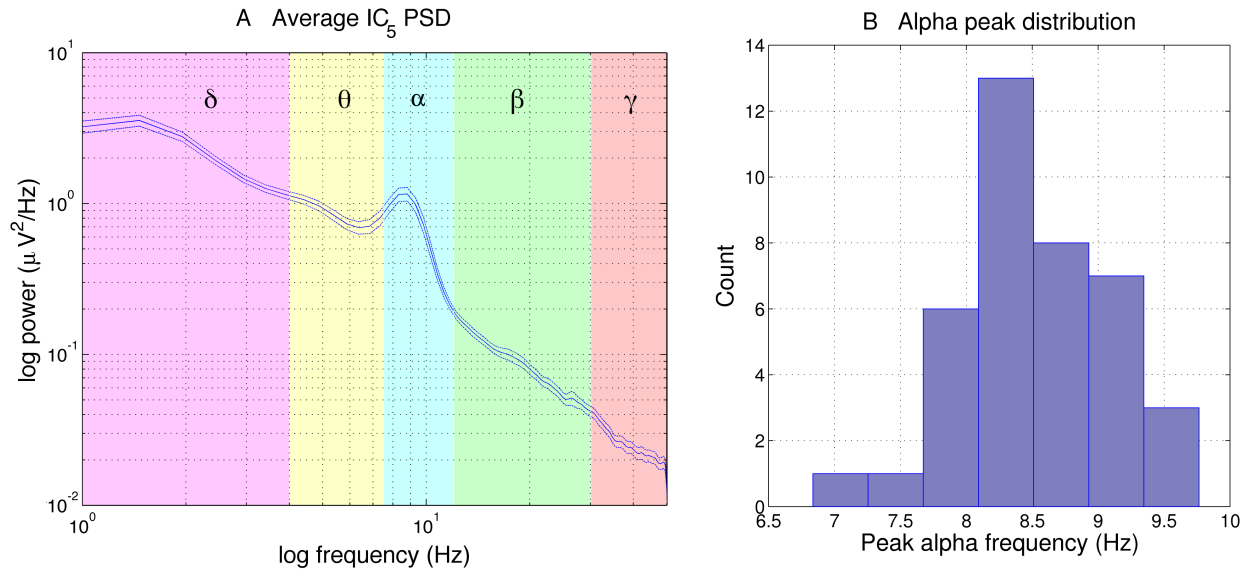 A Average IC5 PSD
10^1
10^0
10^-1
10^-2
δ θ α β γ
log power (μ V^2/Hz)
10^0 10^1
log frequency (Hz)
B Alpha peak distribution
14
12
10
8
6
4
2
0
Count
6.5 7 7.5 8 8.5 9 9.5 10
Peak alpha frequency (Hz)